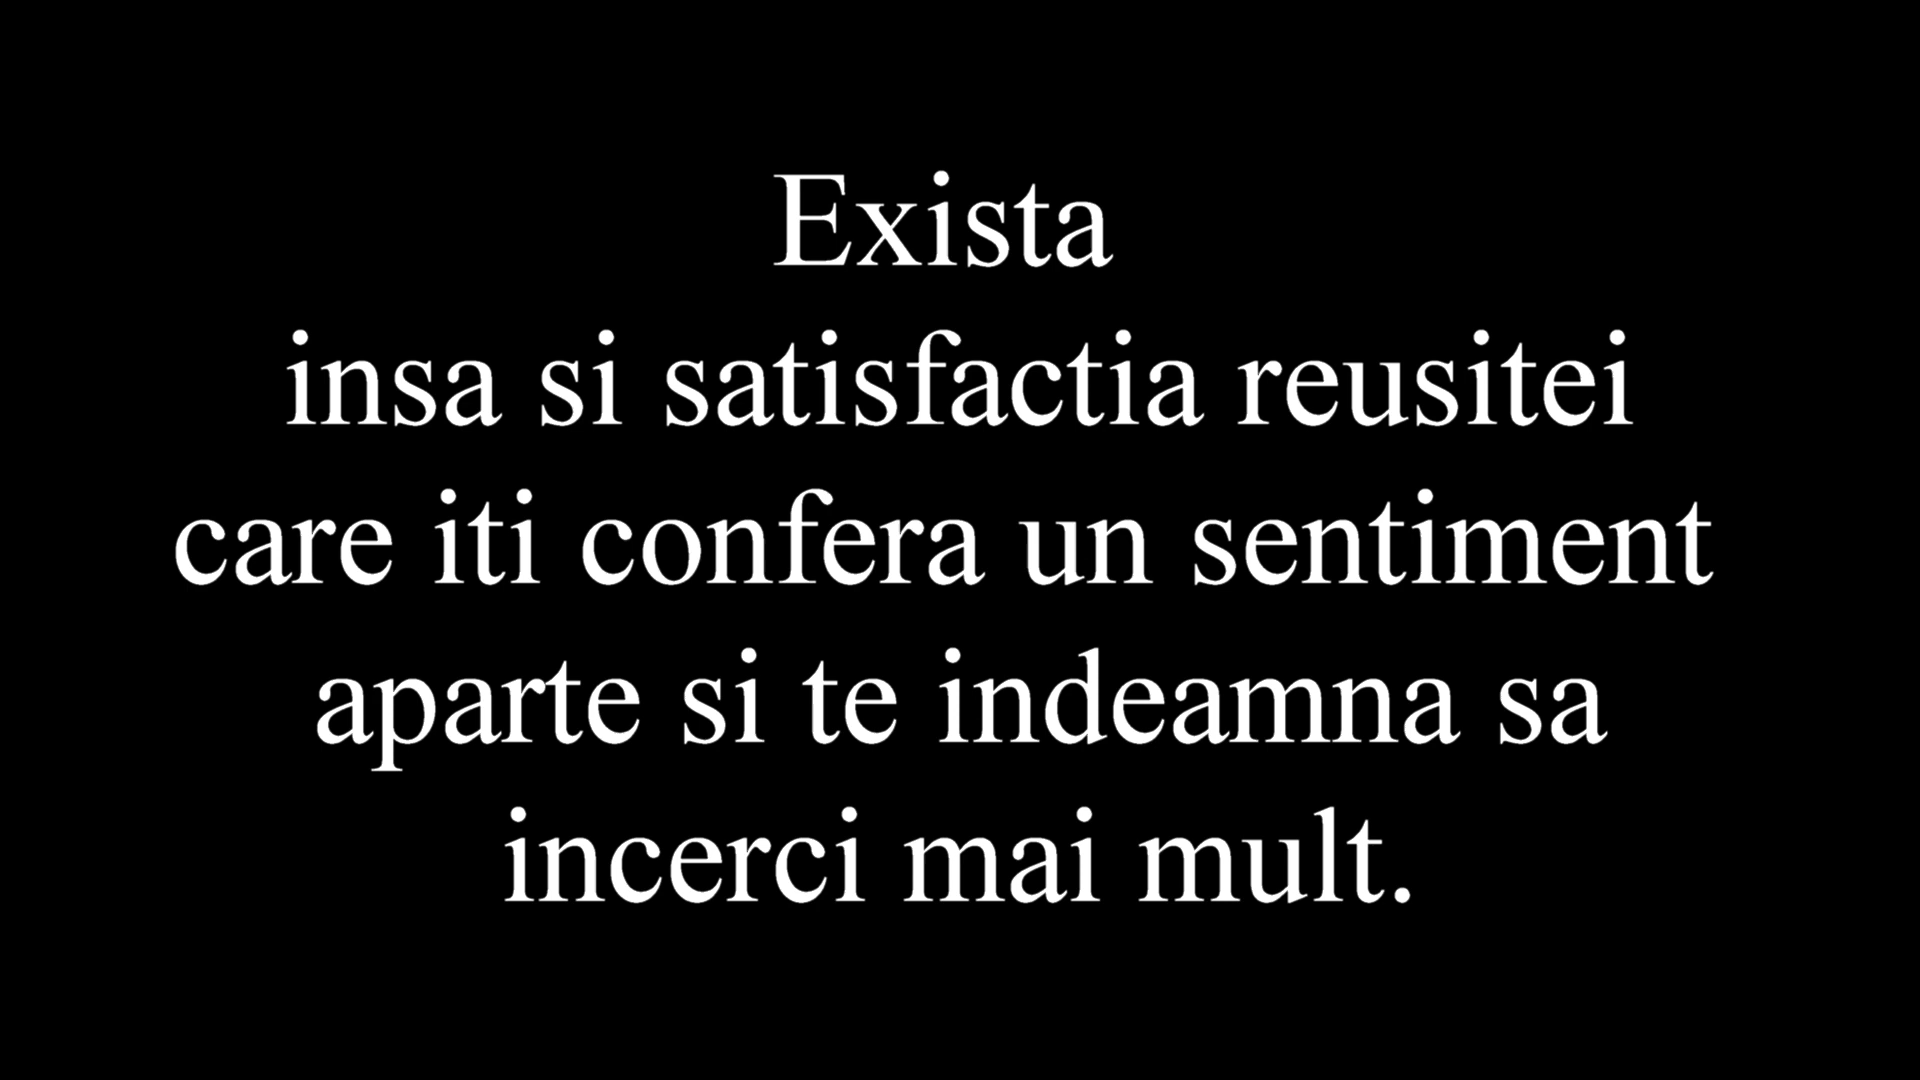 Exista
insa si satisfactia reusitei
care iti confera un sentiment
aparte si te indeamna sa
incerci mai mult.